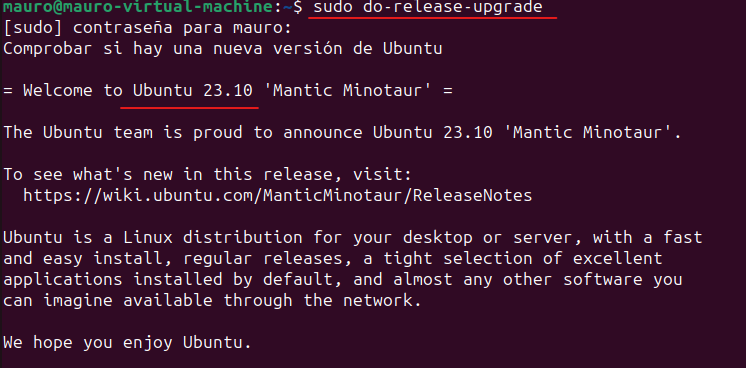 mauro@mauro-virtual-machine:~$ sudo do-release-upgrade
[sudo] contraseña para mauro:
Comprobar si hay una nueva versión de Ubuntu
= Welcome to Ubuntu 23.10 'Mantic Minotaur' =
The Ubuntu team is proud to announce Ubuntu 23.10 'Mantic Minotaur'.
To see what's new in this release, visit:
https://wiki.ubuntu.com/ManticMinotaur/ReleaseNotes
Ubuntu is a Linux distribution for your desktop or server, with a fast
and easy install, regular releases, a tight selection of excellent
applications installed by default, and almost any other software you
can imagine available through the network.
We hope you enjoy Ubuntu.